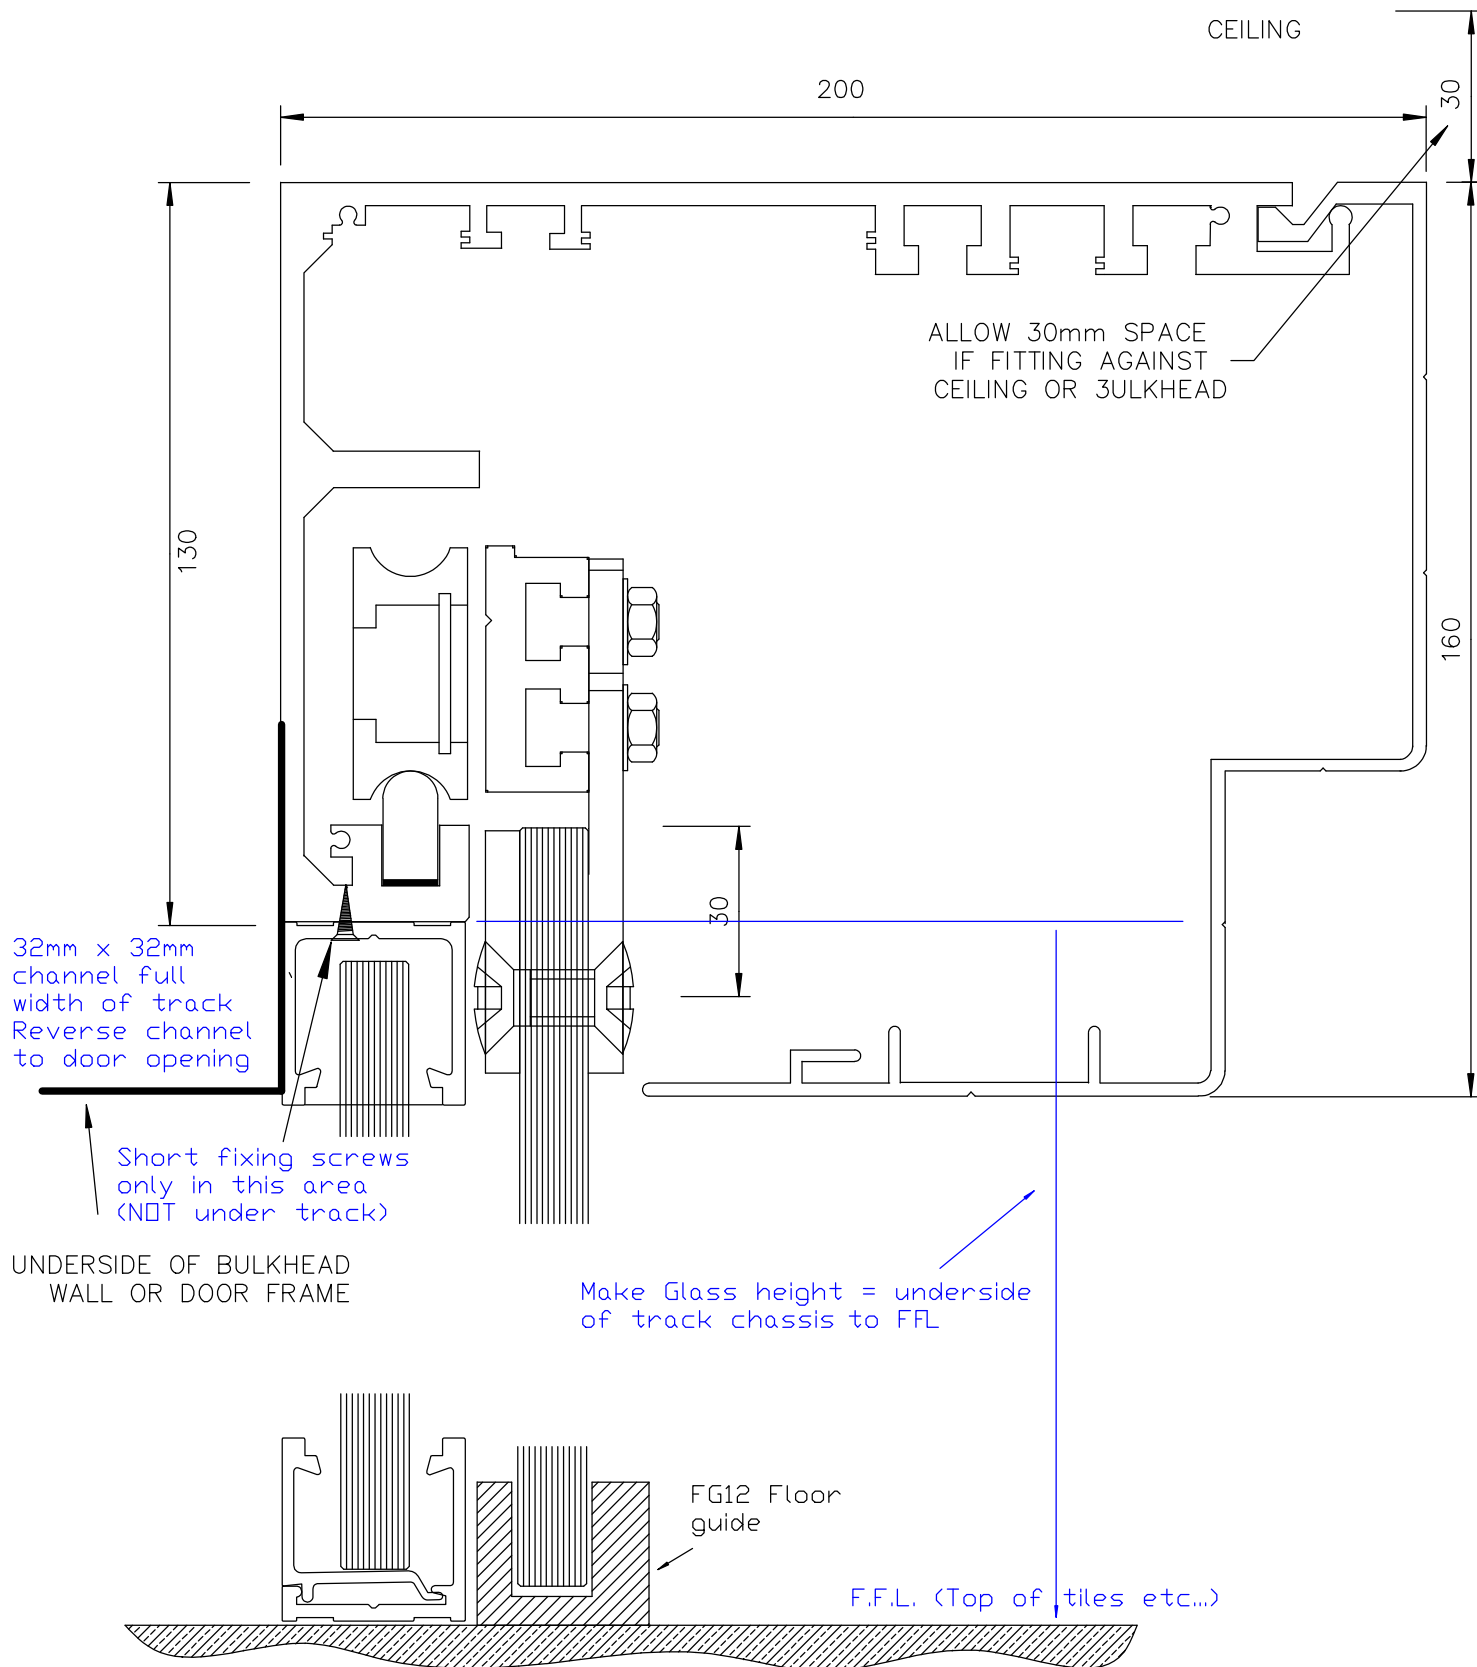 CEILING
200
30
ALLOW 30mm SPACE
IF FITTING AGAINST
CEILING OR 3ULKHEAD
130
160
30
32mm x 32mm
channel full
width of track
Reverse channel
to door opening
Short fixing screws
only in this area
(NOT under track)
UNDERSIDE OF BULKHEAD
WALL OR DOOR FRAME
Make Glass height = underside
of track chassis to FFL
FG12 Floor
guide
F.F.L. (Top of tiles etc...)